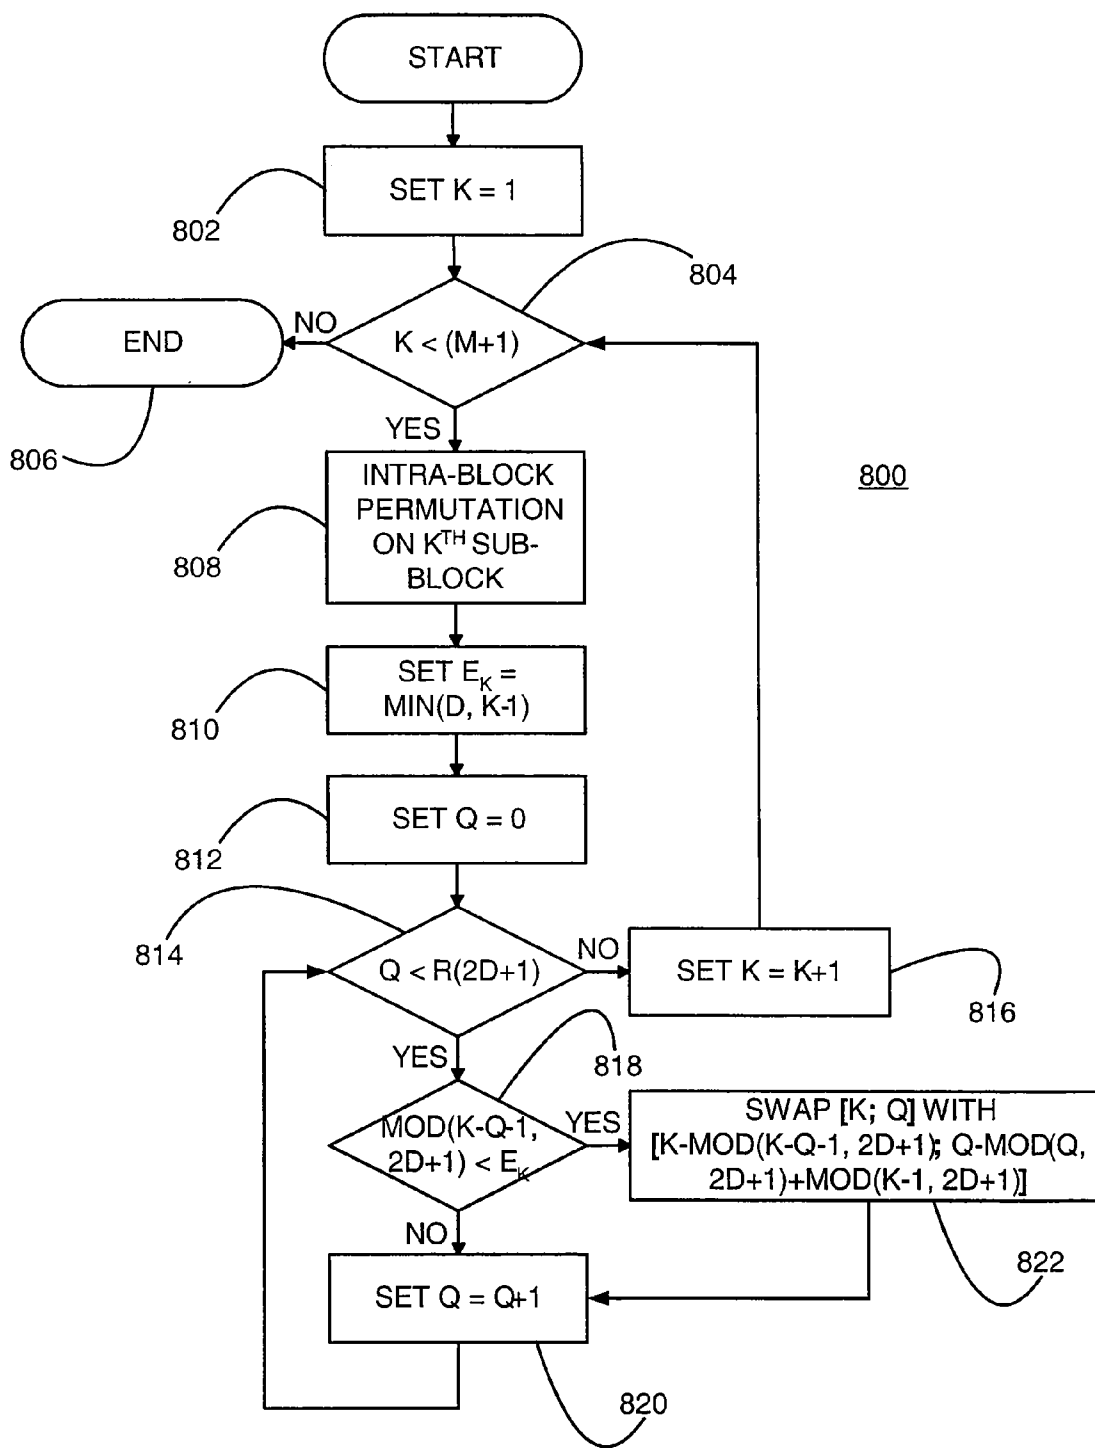 START
SET K = 1
802
804
K < (M+1)
NO
END
806
YES
INTRA-BLOCK
PERMUTATION
ON K^TH SUB-
BLOCK
808
800
SET E_K =
MIN(D, K-1)
810
SET Q = 0
812
814
Q < R(2D+1)
NO
SET K = K+1
816
YES
818
MOD(K-Q-1,
2D+1) < E_K
YES
SWAP [K; Q] WITH
[K-MOD(K-Q-1, 2D+1); Q-MOD(Q,
2D+1)+MOD(K-1, 2D+1)]
822
NO
SET Q = Q+1
820